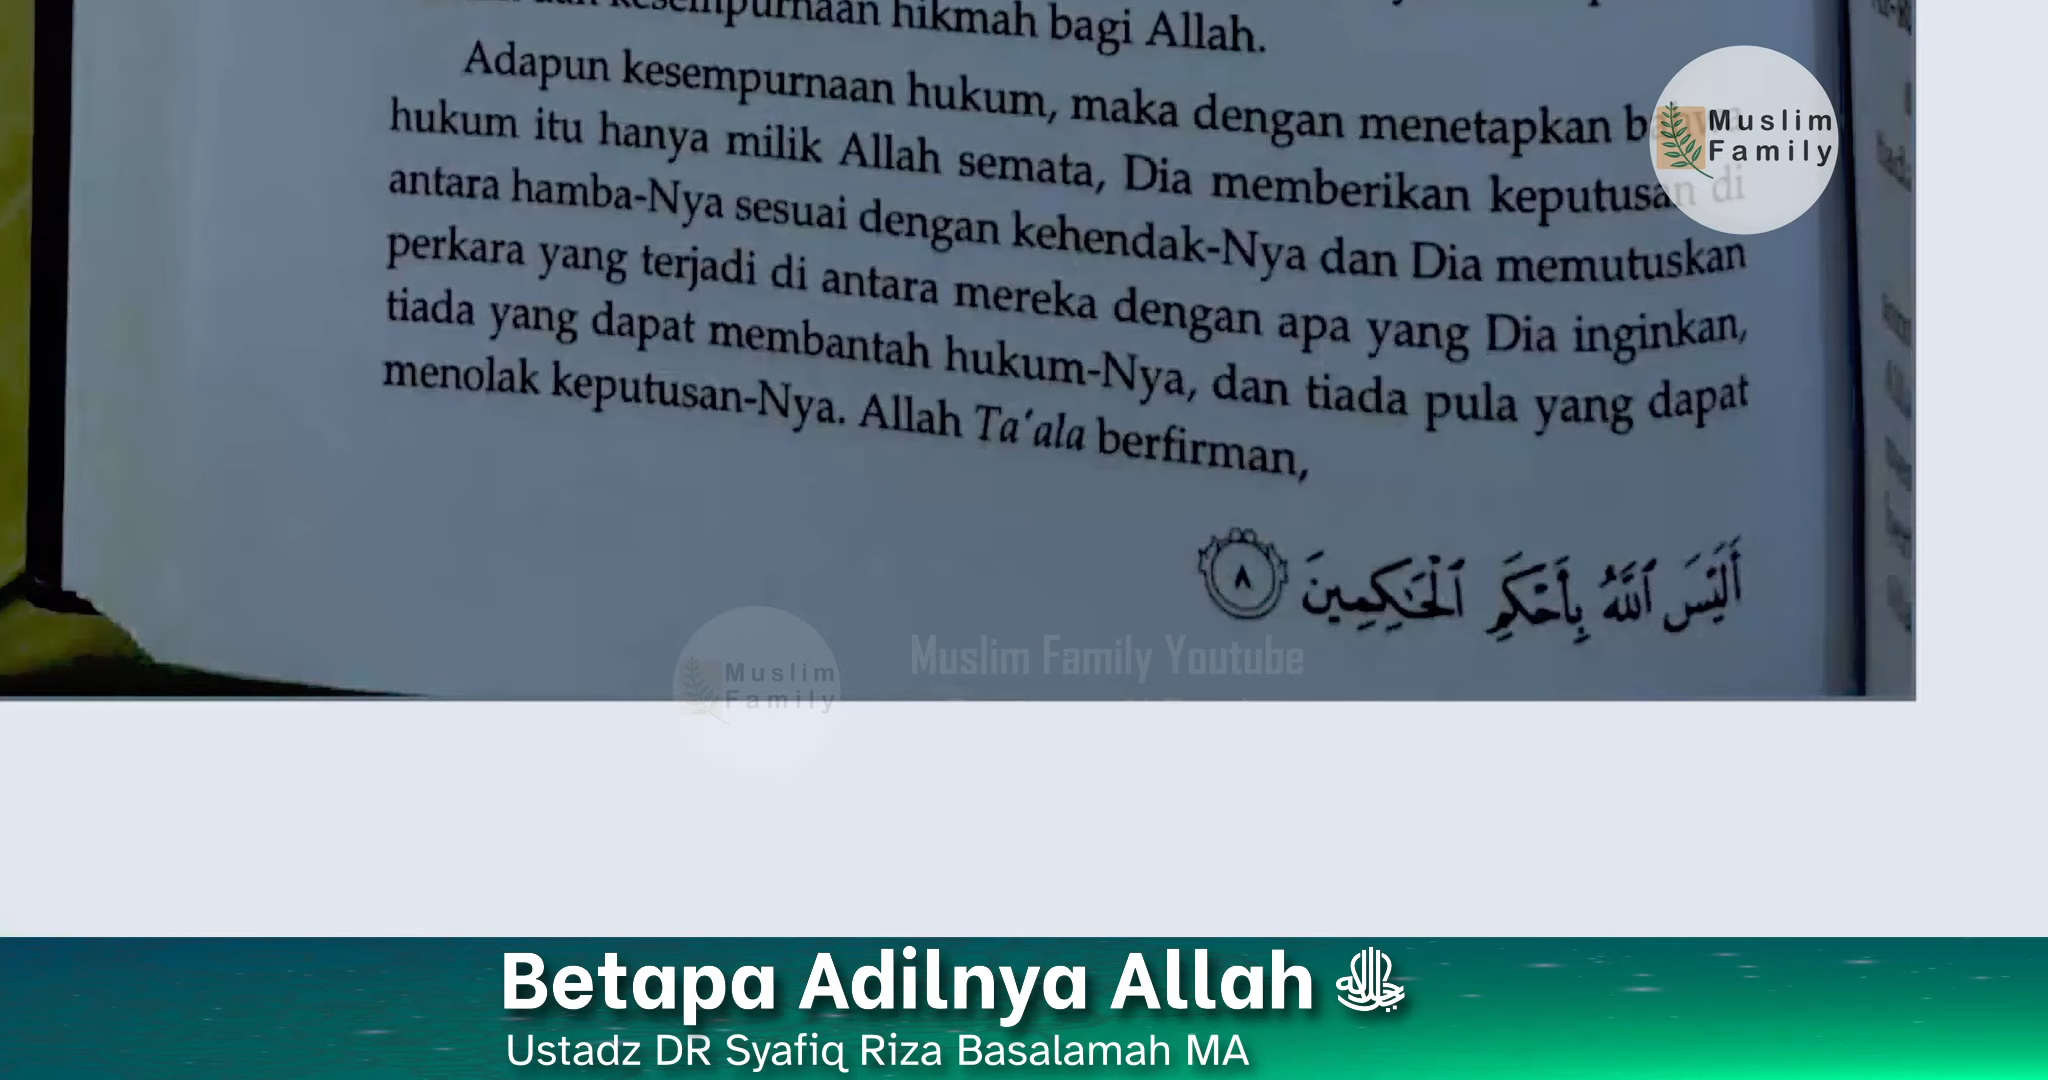 kesempurnaan hikmah bagi Allah.
Adapun kesempurnaan hukum, maka dengan menetapkan
hukum itu hanya milik Allah semata, Dia memberikan keputusan di
antara hamba-Nya sesuai dengan kehendak-Nya dan Dia memutuskan
perkara yang terjadi di antara mereka dengan apa yang Dia inginkan,
tiada yang dapat membantah hukum-Nya, dan tiada pula yang dapat
menolak keputusan-Nya. Allah Ta'ala berfirman,
أَلَيْسَ ٱللَّهُ بِأَحْكَمِ ٱلْحَٰكِمِينَ ٨
Muslim
Family
Muslim
Family
Muslim Family Youtube
Betapa Adilnya Allah ﷻ
Ustadz DR Syafiq Riza Basalamah MA